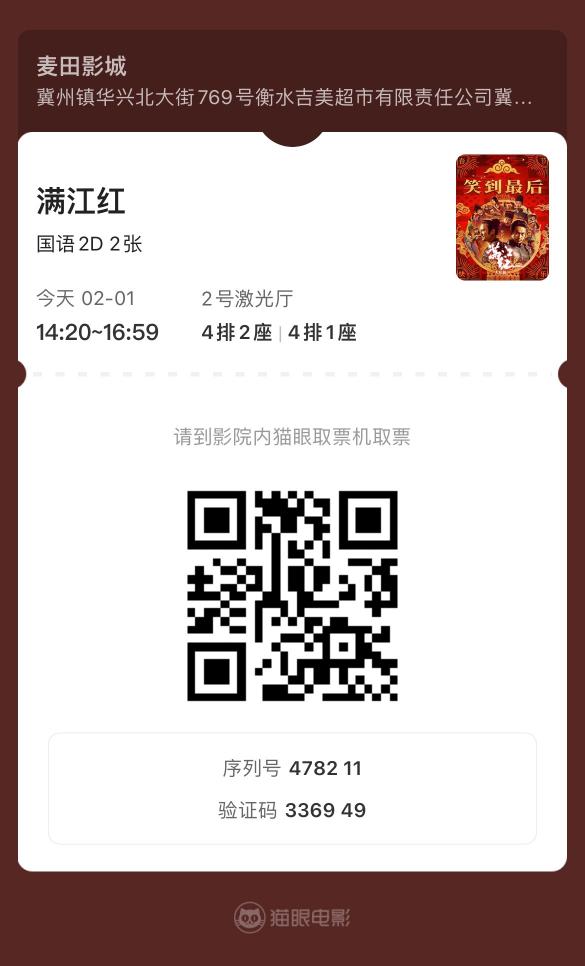 麦田影城
冀州镇华兴北大街769号衡水吉美超市有限责任公司冀...
满江红
国语2D 2张
笑到最后
今天 02-01
2号激光厅
14:20~16:59
4排2座 | 4排1座
请到影院内猫眼取票机取票
序列号 4782 11
验证码 3369 49
猫眼电影